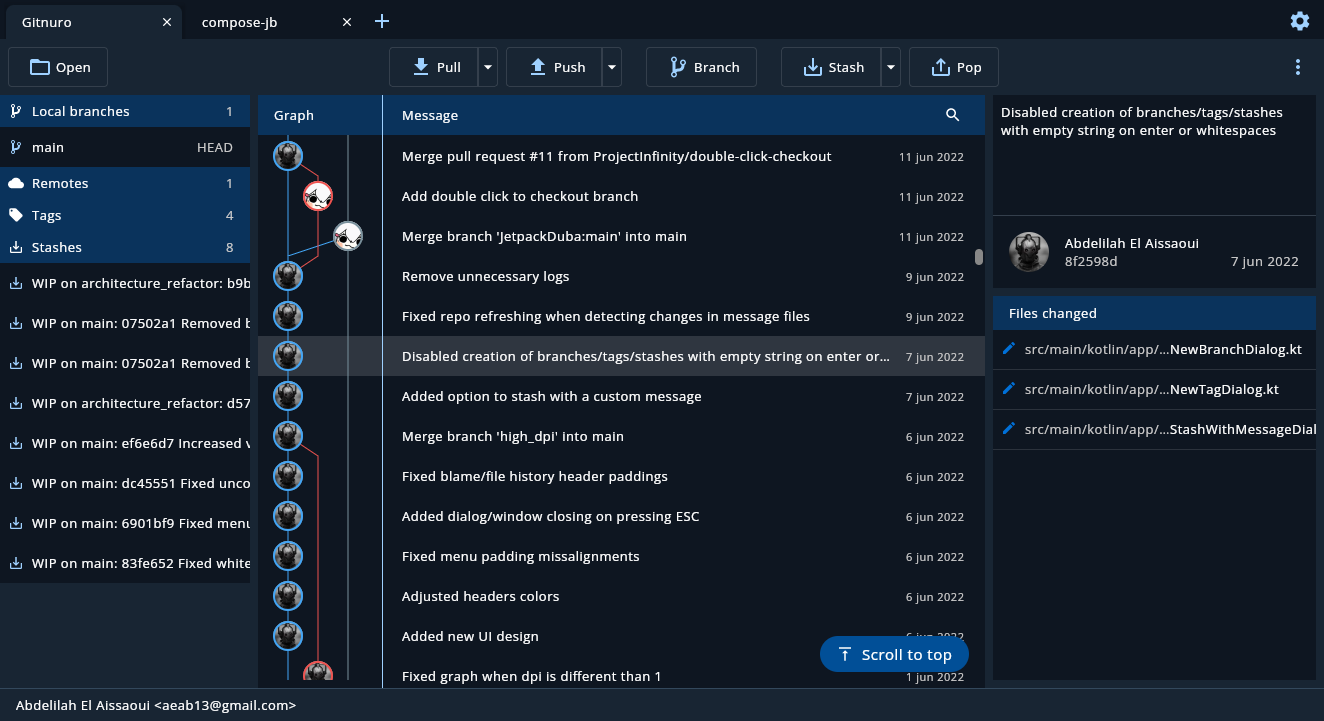 Gitnuro
compose-jb
Open
Pull
Push
Branch
Stash
Pop
Local branches 1
main HEAD
Remotes 1
Tags 4
Stashes 8
WIP on architecture_refactor: b9b
WIP on main: 07502a1 Removed b
WIP on main: 07502a1 Removed b
WIP on architecture_refactor: d57
WIP on main: ef6e6d7 Increased v
WIP on main: dc45551 Fixed unco
WIP on main: 6901bf9 Fixed menu
WIP on main: 83fe652 Fixed white
Graph Message
Merge pull request #11 from ProjectInfinity/double-click-checkout 11 jun 2022
Add double click to checkout branch 11 jun 2022
Merge branch 'JetpackDuba:main' into main 11 jun 2022
Remove unnecessary logs 9 jun 2022
Fixed repo refreshing when detecting changes in message files 9 jun 2022
Disabled creation of branches/tags/stashes with empty string on enter or... 7 jun 2022
Added option to stash with a custom message 7 jun 2022
Merge branch 'high_dpi' into main 6 jun 2022
Fixed blame/file history header paddings 6 jun 2022
Added dialog/window closing on pressing ESC 6 jun 2022
Fixed menu padding missalignments 6 jun 2022
Adjusted headers colors 6 jun 2022
Added new UI design 6 jun 2022
Scroll to top
Fixed graph when dpi is different than 1 1 jun 2022
Disabled creation of branches/tags/stashes
with empty string on enter or whitespaces
Abdelilah El Aissaoui
8f2598d 7 jun 2022
Files changed
src/main/kotlin/app/...NewBranchDialog.kt
src/main/kotlin/app/...NewTagDialog.kt
src/main/kotlin/app/...StashWithMessageDial
Abdelilah El Aissaoui <aeab13@gmail.com>